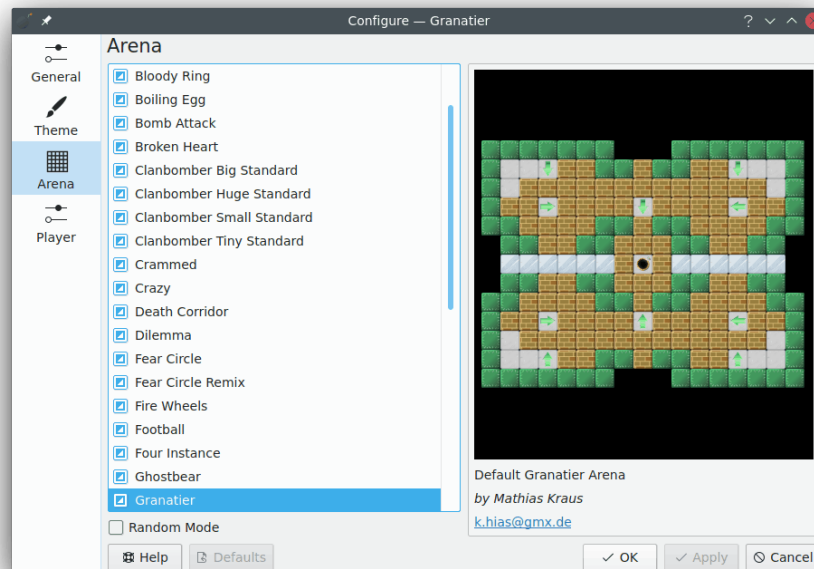 Configure — Granatier
?
Arena
General
Theme
Arena
Player
Bloody Ring
Boiling Egg
Bomb Attack
Broken Heart
Clanbomber Big Standard
Clanbomber Huge Standard
Clanbomber Small Standard
Clanbomber Tiny Standard
Crammed
Crazy
Death Corridor
Dilemma
Fear Circle
Fear Circle Remix
Fire Wheels
Football
Four Instance
Ghostbear
Granatier
Random Mode
Default Granatier Arena
by Mathias Kraus
k.hias@gmx.de
Help
Defaults
OK
Apply
Cancel